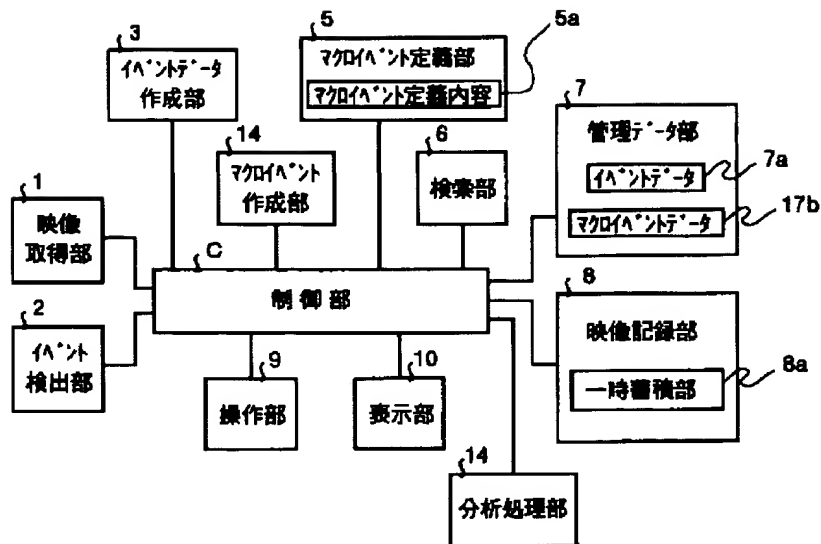 3
イベントデータ
作成部
5
マクロイベント定義部
マクロイベント定義内容
5a
14
マクロイベント
作成部
6
検索部
7
管理データ部
イベントデータ
7a
マクロイベントデータ
17b
1
映像
取得部
C
制御部
2
イベント
検出部
8
映像記録部
一時蓄積部
8a
9
操作部
10
表示部
14
分析処理部